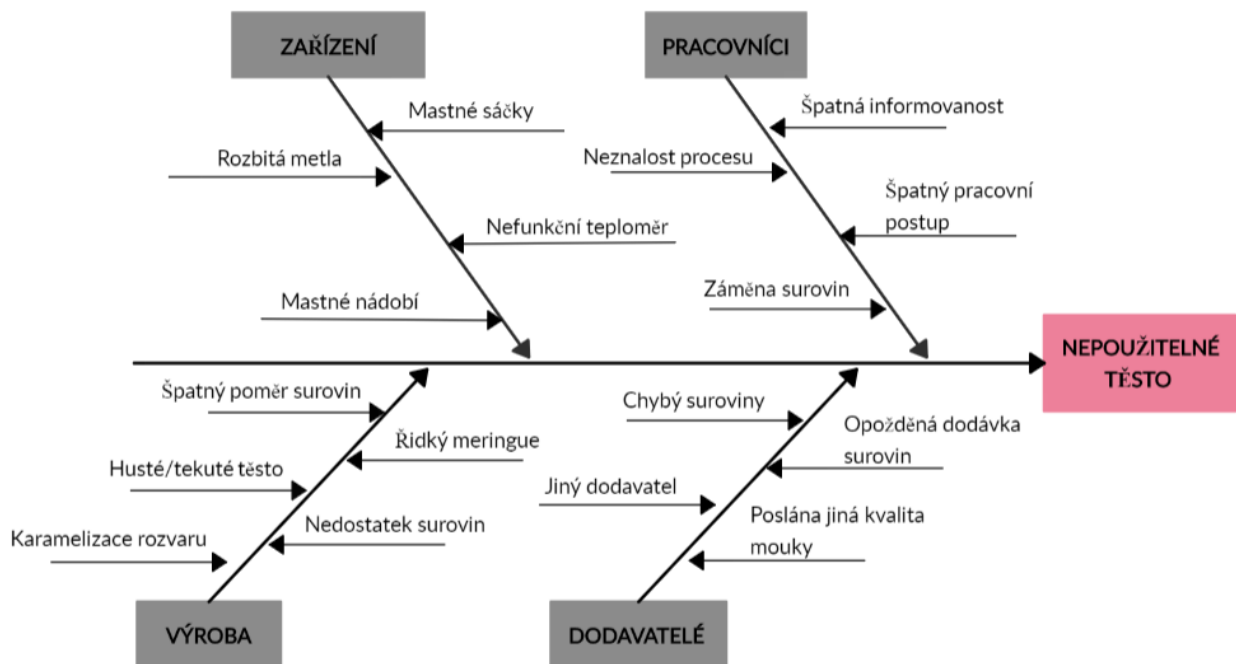 ZAŘÍZENÍ
PRACOVNÍCI
Mastné sáčky
Rozbitá metla
Nefunkční teploměr
Mastné nádobí
Špatná informovanost
Neznalost procesu
Špatný pracovní
postup
Záměna surovin
NEPOUŽITELNÉ
TĚSTO
Špatný poměr surovin
Řidký meringue
Husté/tekuté těsto
Nedostatek surovin
Karamelizace rozvaru
Chybý suroviny
Opožděná dodávka
surovin
Jiný dodavatel
Poslána jiná kvalita
mouky
VÝROBA
DODAVATELÉ